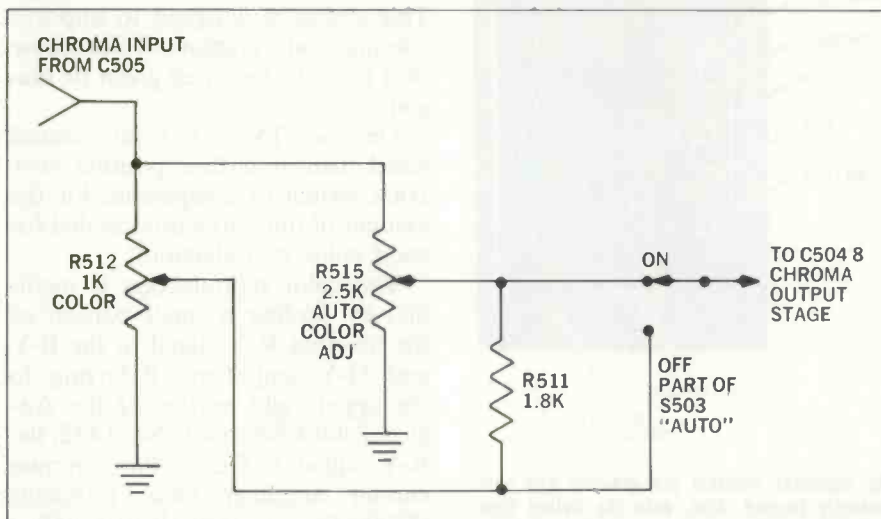 CHROMA INPUT
FROM C505
R512
1K
COLOR
R515
2.5K
AUTO
COLOR
ADJ
R511
1.8K
ON
OFF
PART OF
S503
"AUTO"
TO C504 8
CHROMA
OUTPUT
STAGE